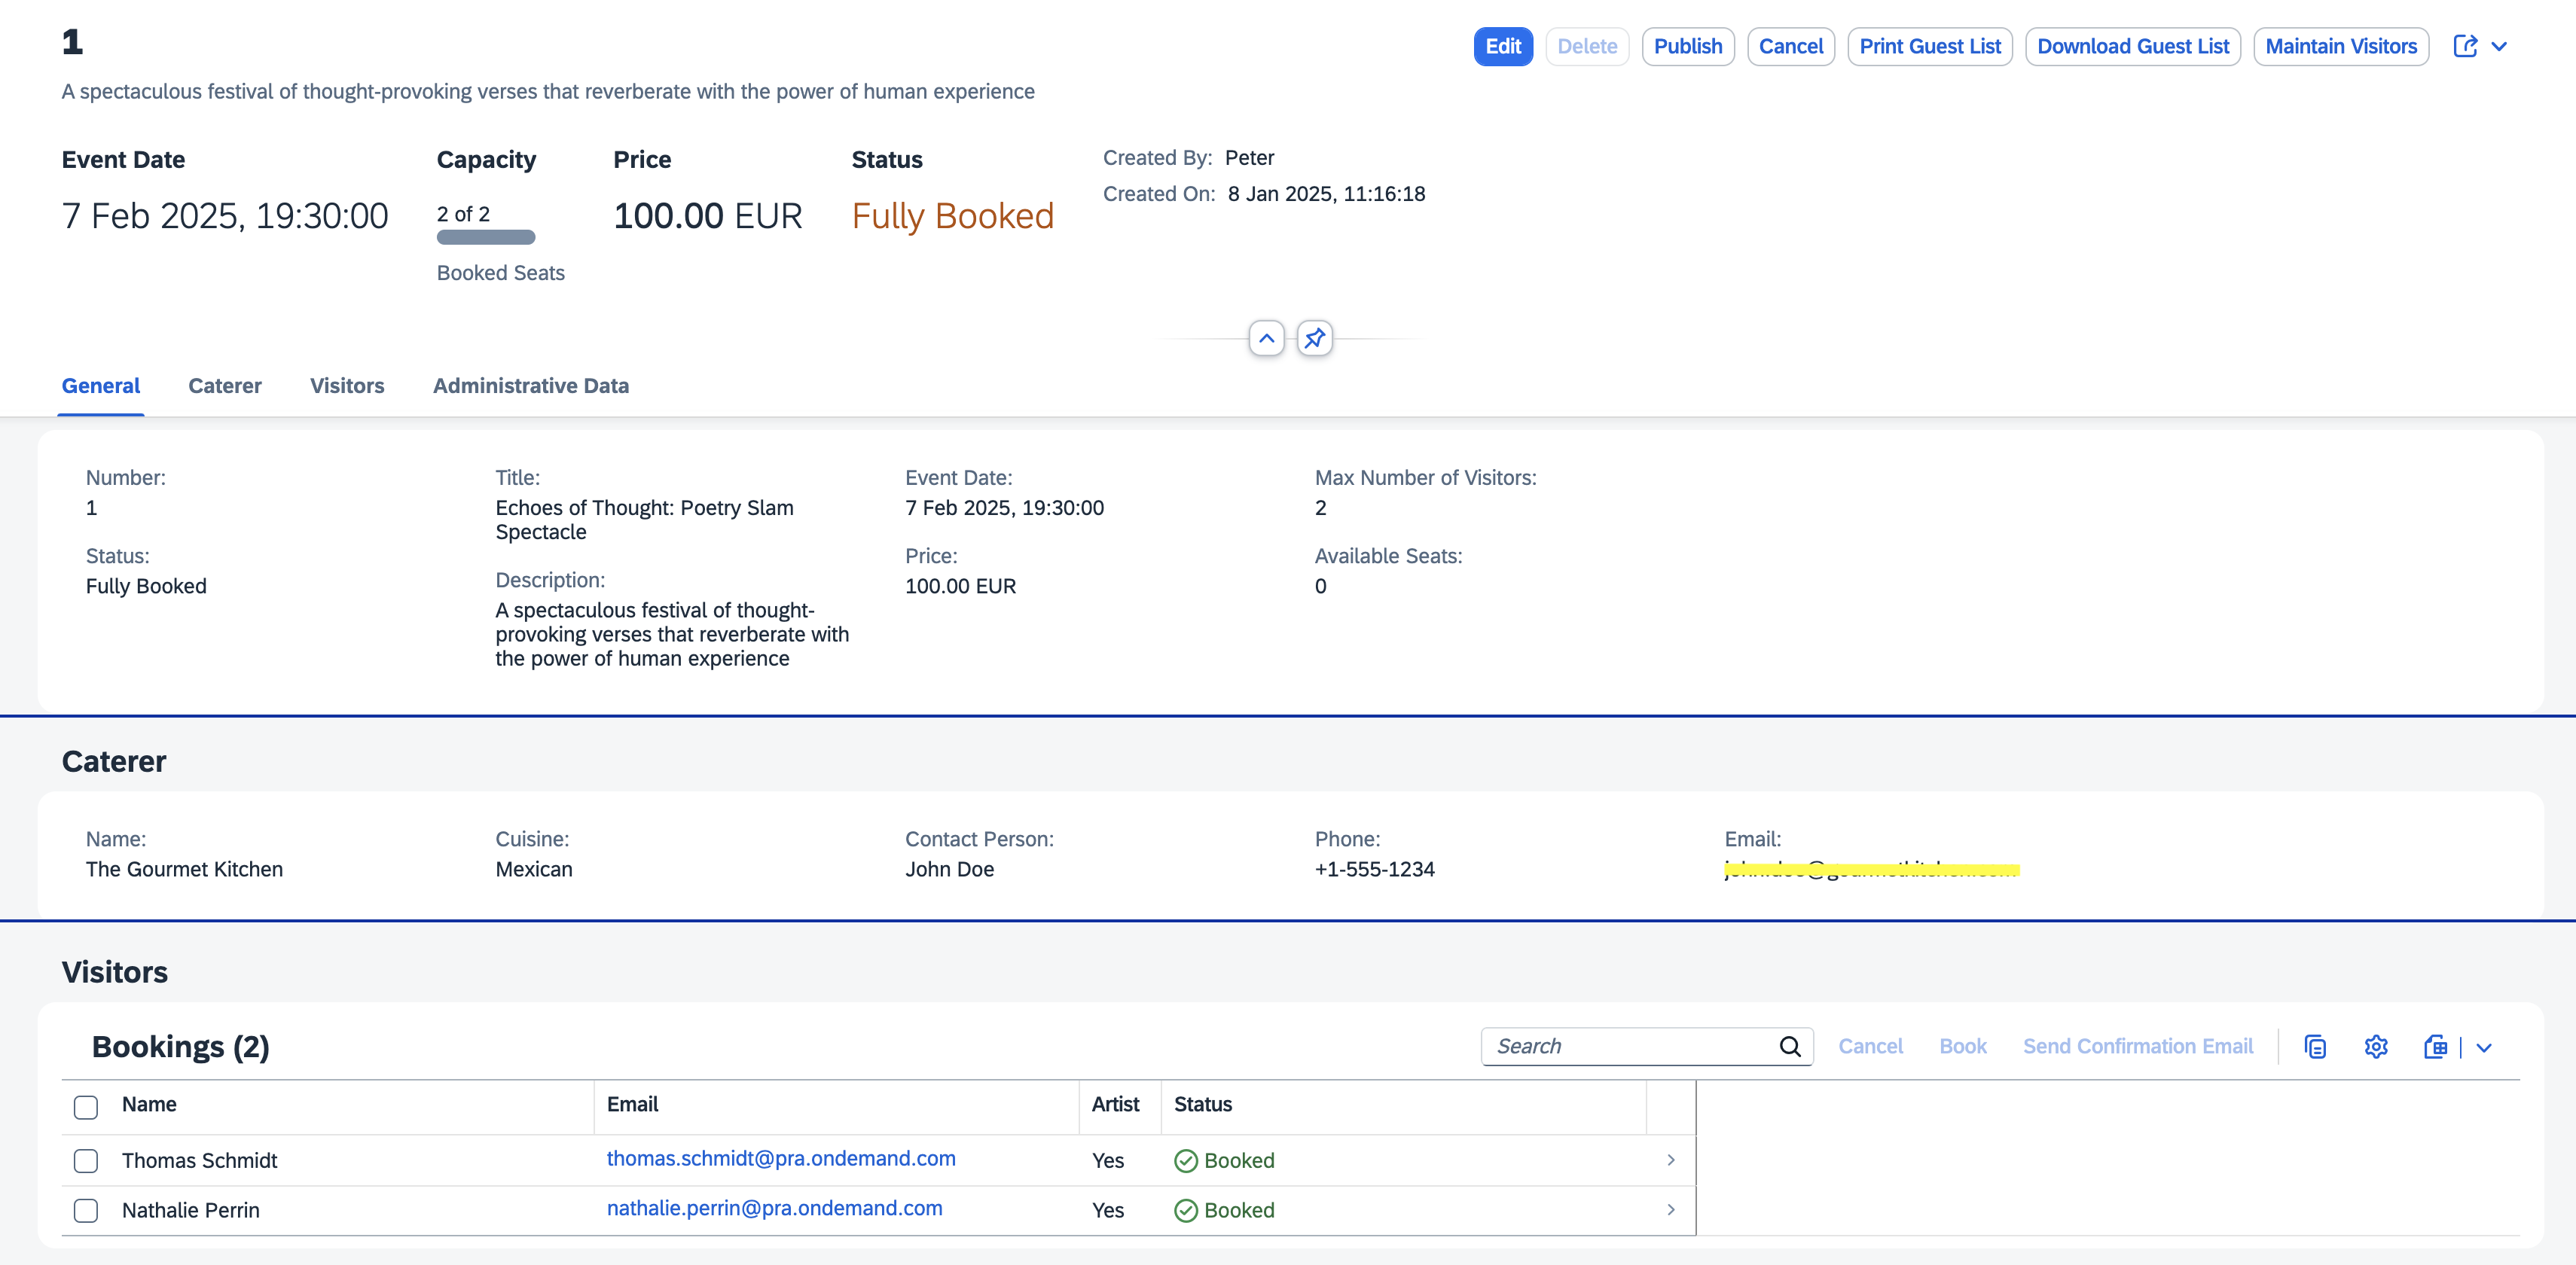 1
Edit Delete Publish Cancel Print Guest List Download Guest List Maintain Visitors
A spectaculous festival of thought-provoking verses that reverberate with the power of human experience
Event Date
7 Feb 2025, 19:30:00
Capacity
2 of 2
Booked Seats
Price
100.00 EUR
Status
Fully Booked
Created By: Peter
Created On: 8 Jan 2025, 11:16:18
General Caterer Visitors Administrative Data
Number:
1
Status:
Fully Booked
Title:
Echoes of Thought: Poetry Slam
Spectacle
Description:
A spectaculous festival of thought-
provoking verses that reverberate with
the power of human experience
Event Date:
7 Feb 2025, 19:30:00
Price:
100.00 EUR
Max Number of Visitors:
2
Available Seats:
0
Caterer
Name:
The Gourmet Kitchen
Cuisine:
Mexican
Contact Person:
John Doe
Phone:
+1-555-1234
Email:
Visitors
Bookings (2)
Search Cancel Book Send Confirmation Email
Name Email Artist Status
Thomas Schmidt thomas.schmidt@pra.ondemand.com Yes Booked
Nathalie Perrin nathalie.perrin@pra.ondemand.com Yes Booked